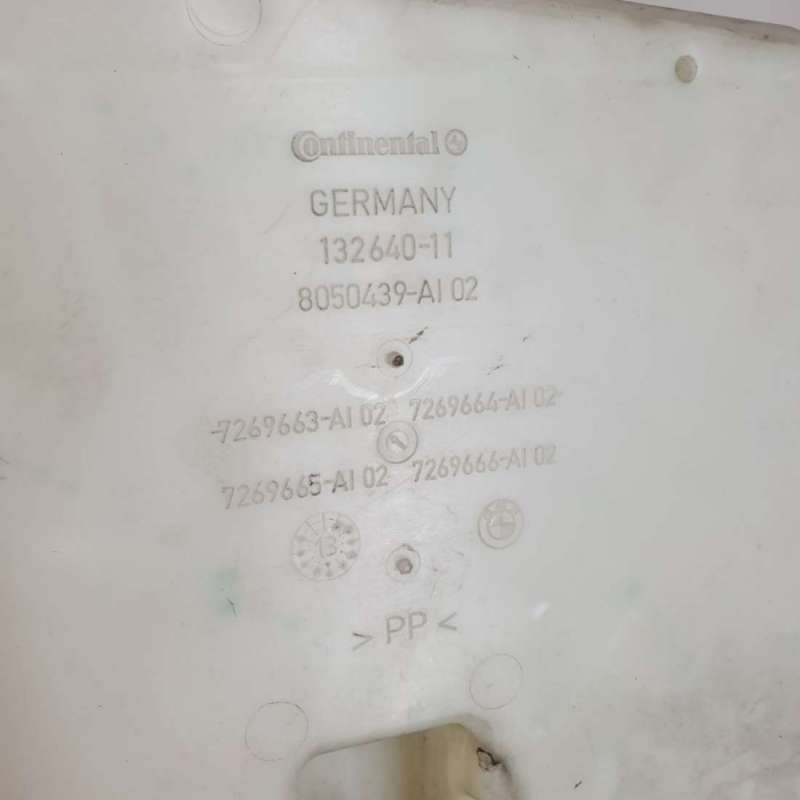 Continental
GERMANY
132640-11
8050439-AI 02
7269663-AI 02 7269664-AI 02
7269665-AI 02 7269666-AI 02
13
> PP <